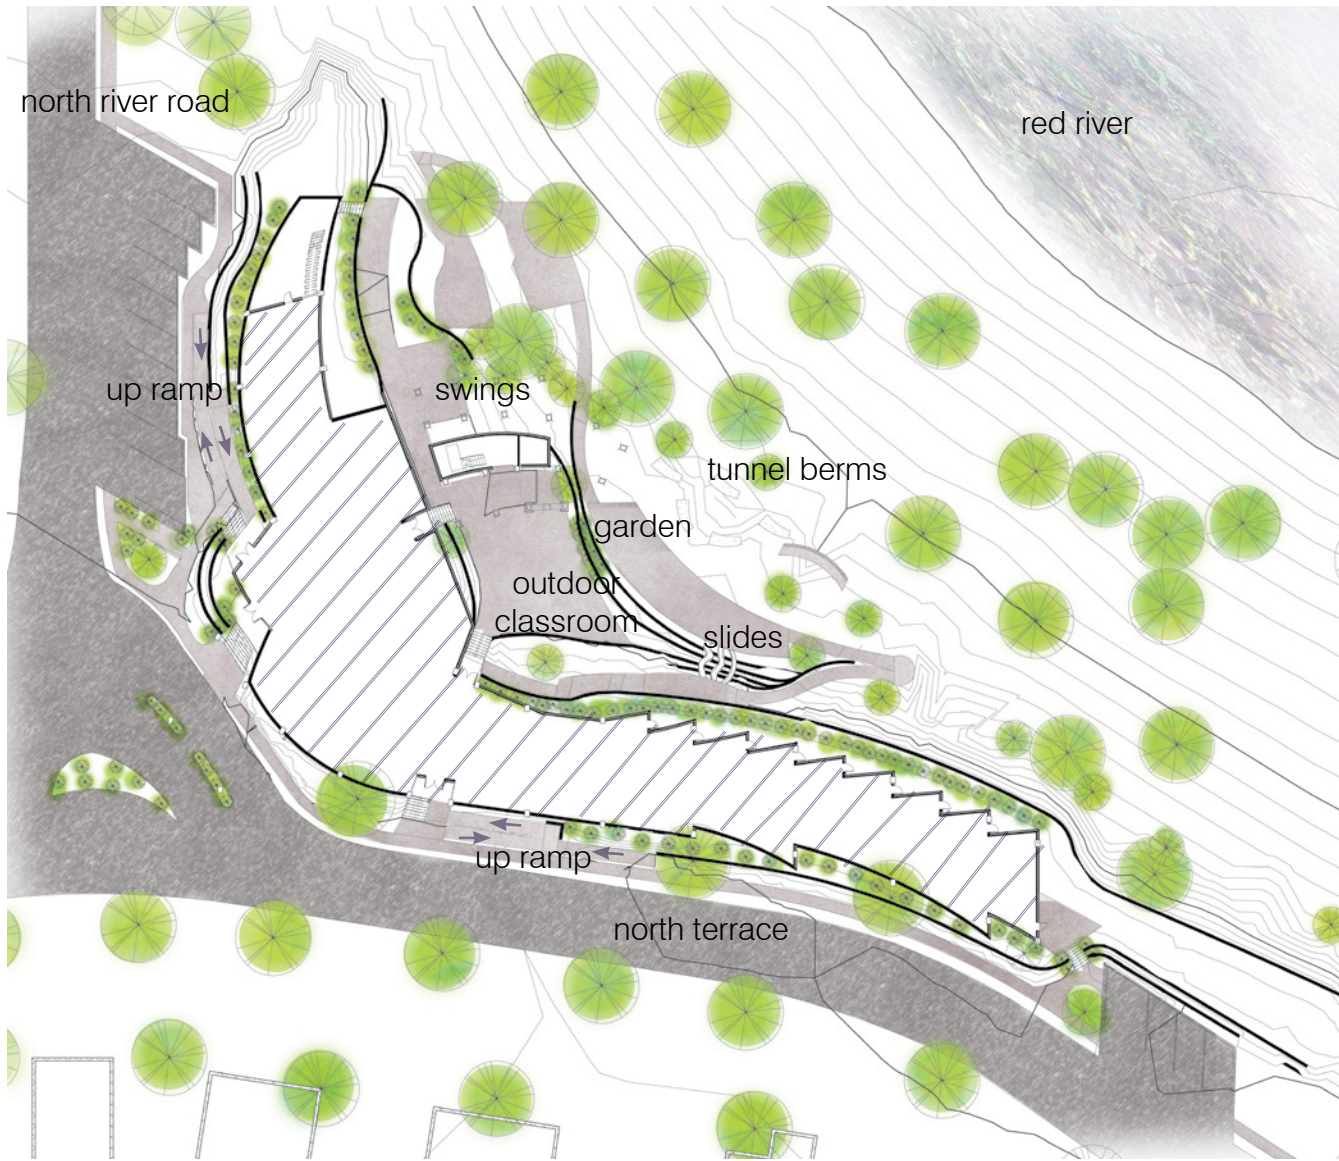 north river road
red river
up ramp
swings
tunnel berms
garden
outdoor
classroom
slides
up ramp
north terrace